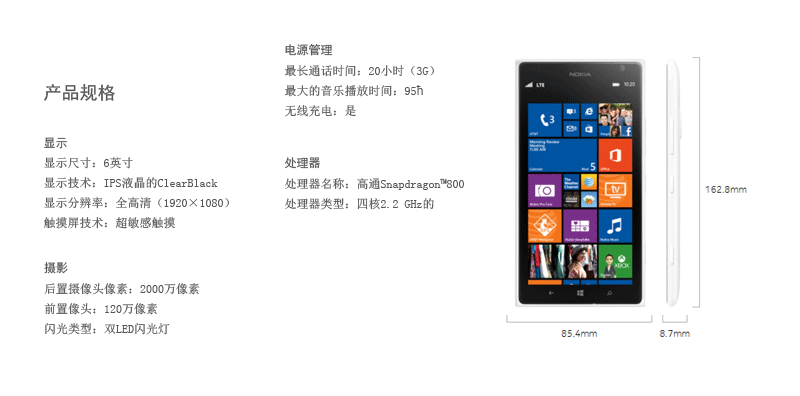 产品规格
显示
显示尺寸：6英寸
显示技术：IPS液晶的ClearBlack
显示分辨率：全高清（1920×1080）
触摸屏技术：超敏感触摸
摄影
后置摄像头像素：2000万像素
前置像头：120万像素
闪光类型：双LED闪光灯
电源管理
最长通话时间：20小时（3G）
最大的音乐播放时间：95ħ
无线充电：是
处理器
处理器名称：高通Snapdragon™800
处理器类型：四核2.2 GHz的
NOKIA
LTE 10:20
3
3
6
AT&T
People
Morning Review
Meeting
Calendar
Wed 5
Office
The
Weather
Channel
tv
XBOX
162.8mm
85.4mm
8.7mm